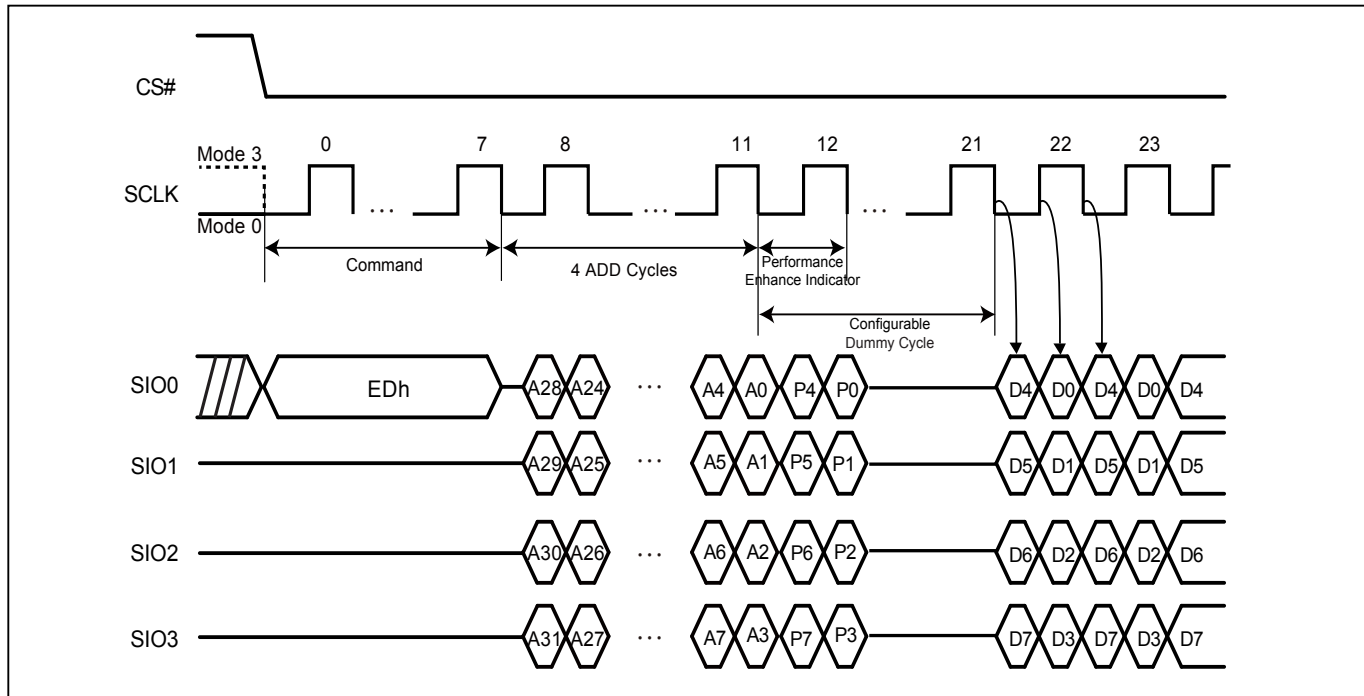 CS#
0 7 8 11 12 21 22 23
Mode 3
SCLK
... ... ...
Mode 0
Command
4 ADD Cycles
Performance
Enhance Indicator
Configurable
Dummy Cycle
SIO0 EDh A28 A24 ... A4 A0 P4 P0 D4 D0 D4 D0 D4
SIO1 A29 A25 ... A5 A1 P5 P1 D5 D1 D5 D1 D5
SIO2 A30 A26 ... A6 A2 P6 P2 D6 D2 D6 D2 D6
SIO3 A31 A27 ... A7 A3 P7 P3 D7 D3 D7 D3 D7